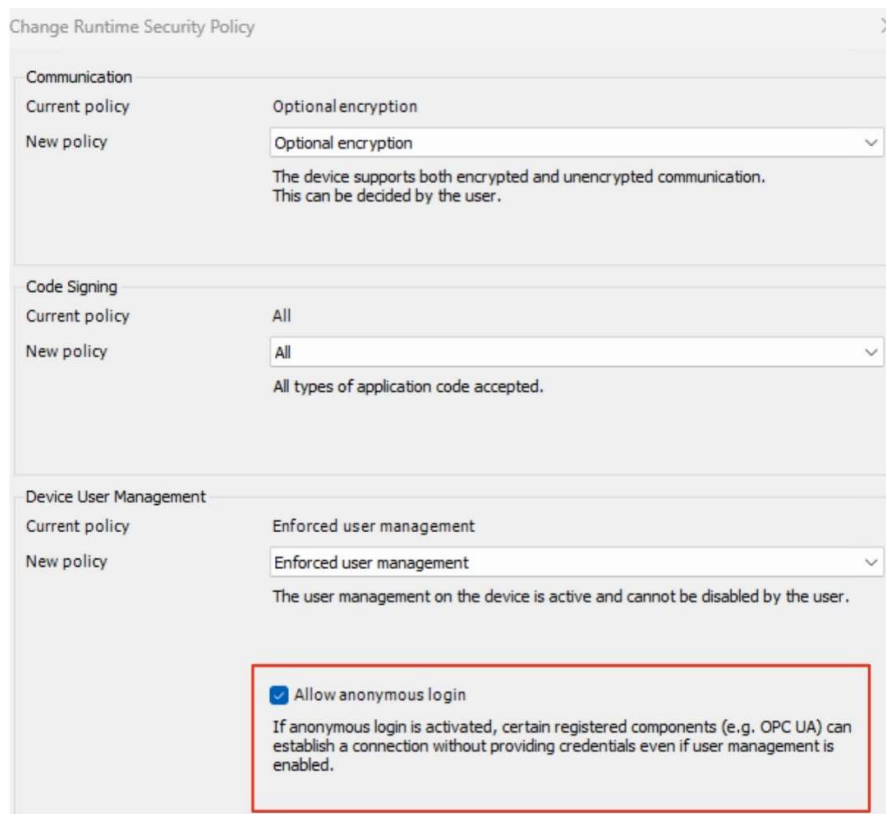 Change Runtime Security Policy
Communication
Current policy Optional encryption
New policy Optional encryption
The device supports both encrypted and unencrypted communication.
This can be decided by the user.
Code Signing
Current policy All
New policy All
All types of application code accepted.
Device User Management
Current policy Enforced user management
New policy Enforced user management
The user management on the device is active and cannot be disabled by the user.
Allow anonymous login
If anonymous login is activated, certain registered components (e.g. OPC UA) can
establish a connection without providing credentials even if user management is
enabled.